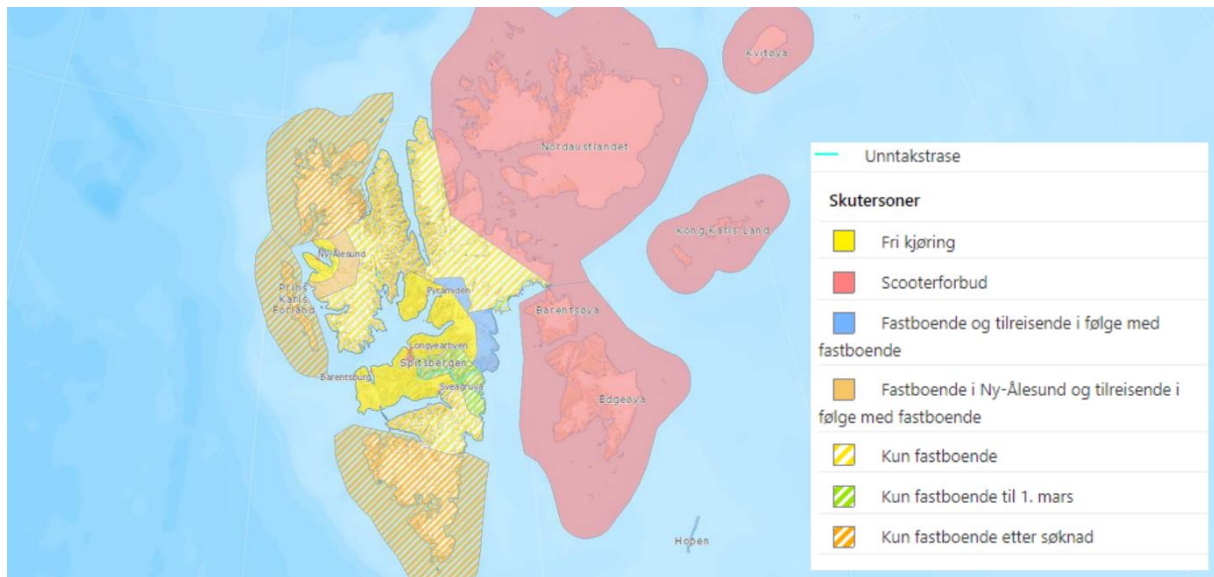 Kvitøya
Nordaustlandet
Kong Karls Land
Ny-Ålesund
Prins
Karls
Forland
Pyramiden
Barentsøya
Longyearbyen
Spitsbergen
Barentsburg
Sveagruva
Edgeøya
Hopen
Unntakstrase
Skutersoner
Fri kjøring
Scooterforbud
Fastboende og tilreisende i følge med
fastboende
Fastboende i Ny-Ålesund og tilreisende i
følge med fastboende
Kun fastboende
Kun fastboende til 1. mars
Kun fastboende etter søknad